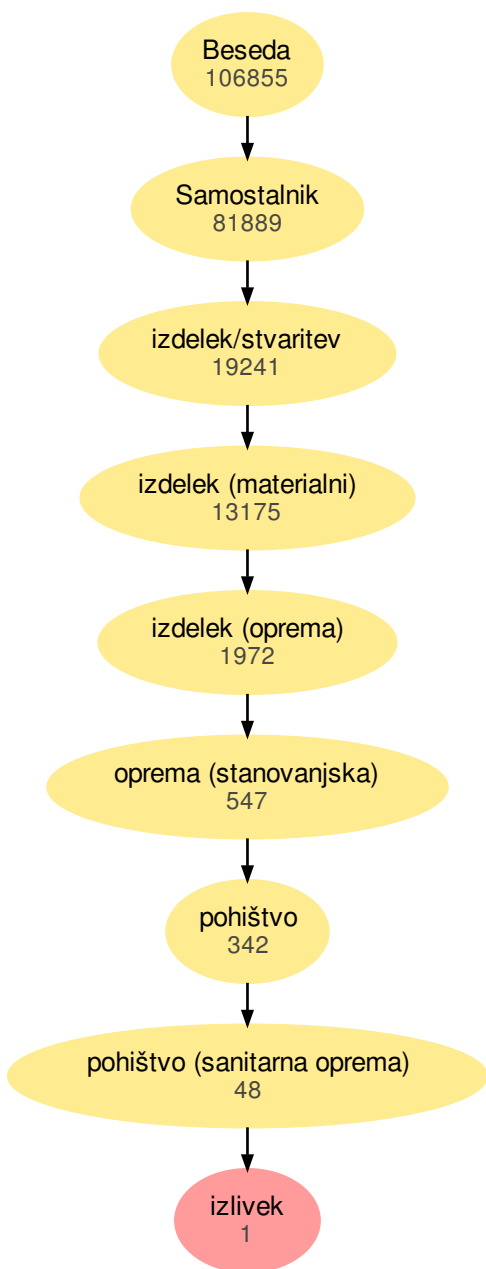 Beseda
106855
Samostalnik
81889
izdelek/stvaritev
19241
izdelek (materialni)
13175
izdelek (oprema)
1972
oprema (stanovanjska)
547
pohištvo
342
pohištvo (sanitarna oprema)
48
izlivek
1